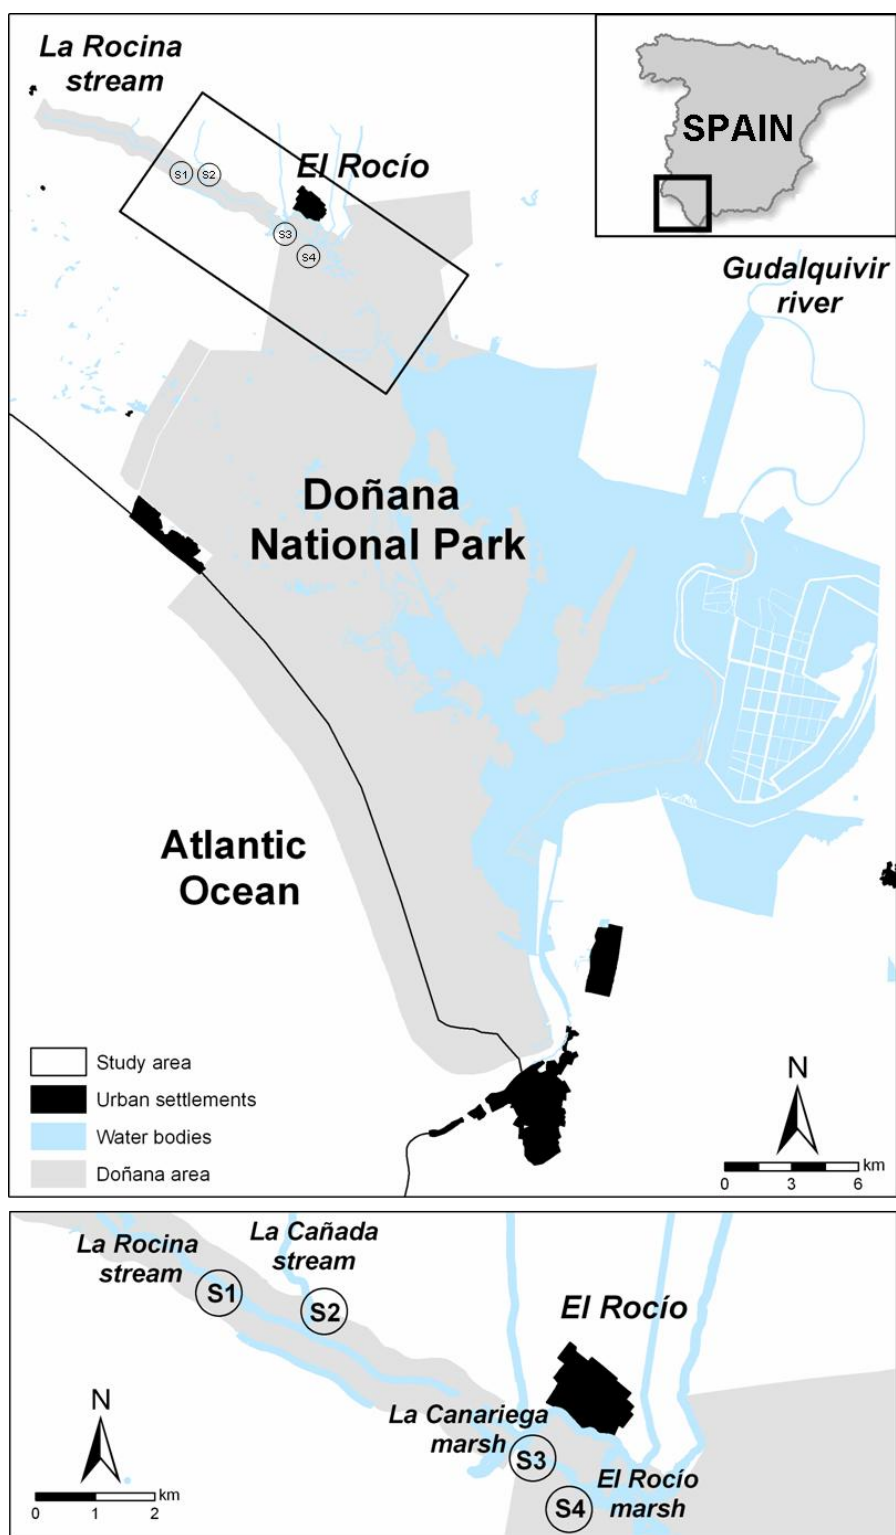 La Rocina
stream
SPAIN
El Rocío
S1
S2
S3
S4
Gudalquivir
river
Doñana
National Park
Atlantic
Ocean
Study area
Urban settlements
Water bodies
Doñana area
N
km
0 3 6
La Rocina
stream
La Cañada
stream
S1
S2
El Rocío
La Canariega
marsh
S3
El Rocío
marsh
S4
N
km
0 1 2